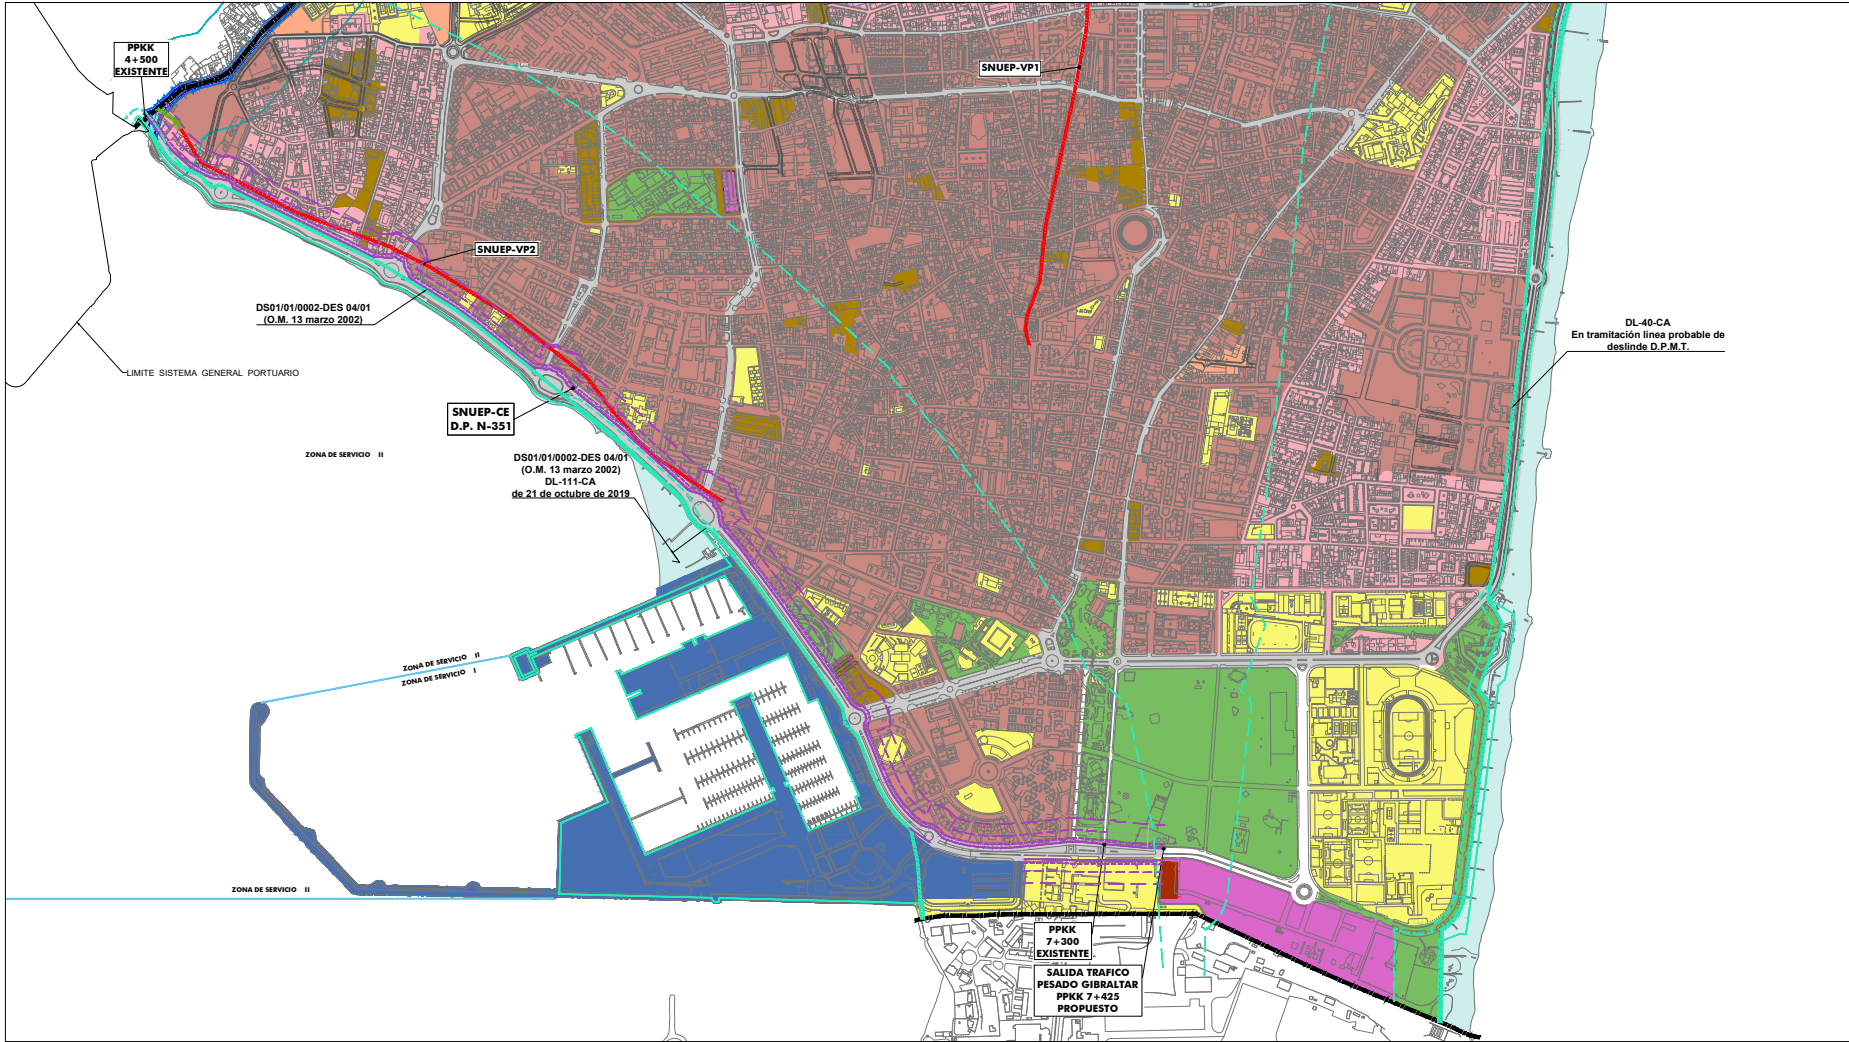 PPKK
4+500
EXISTENTE
SNUEP-VP1
SNUEP-VP2
DS01/01/0002-DES 04/01
(O.M. 13 marzo 2002)
DL-40-CA
En tramitación línea probable de
deslinde D.P.M.T.
LIMITE SISTEMA GENERAL PORTUARIO
SNUEP-CE
D.P. N-351
ZONA DE SERVICIO II
DS01/01/0002-DES 04/01
(O.M. 13 marzo 2002)
DL-111-CA
de 21 de octubre de 2019
ZONA DE SERVICIO II
ZONA DE SERVICIO I
ZONA DE SERVICIO II
PPKK
7+300
EXISTENTE
SALIDA TRAFICO
PESADO GIBRALTAR
PPKK 7+425
PROPUESTO